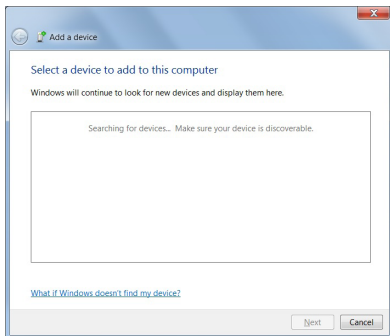 Add a device
Select a device to add to this computer
Windows will continue to look for new devices and display them here.
Searching for devices... Make sure your device is discoverable.
What if Windows doesn't find my device?
Next
Cancel